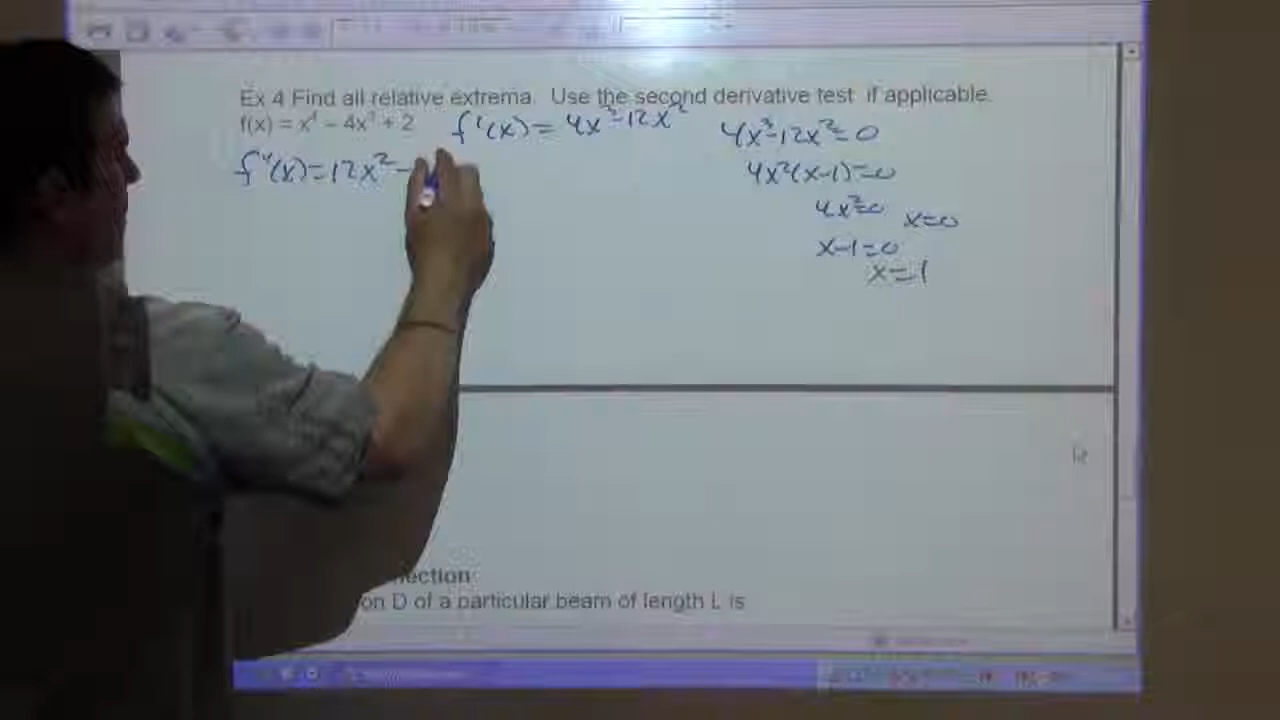 Ex 4 Find all relative extrema. Use the second derivative test if applicable.
f(x) = x⁴ – 4x³ + 2
f'(x) = 4x³-12x²
4x³-12x²=0
f"(x)=12x²-
4x²(x-1)=0
4x²=0
x=0
x-1=0
x=1
on D of a particular beam of length L is